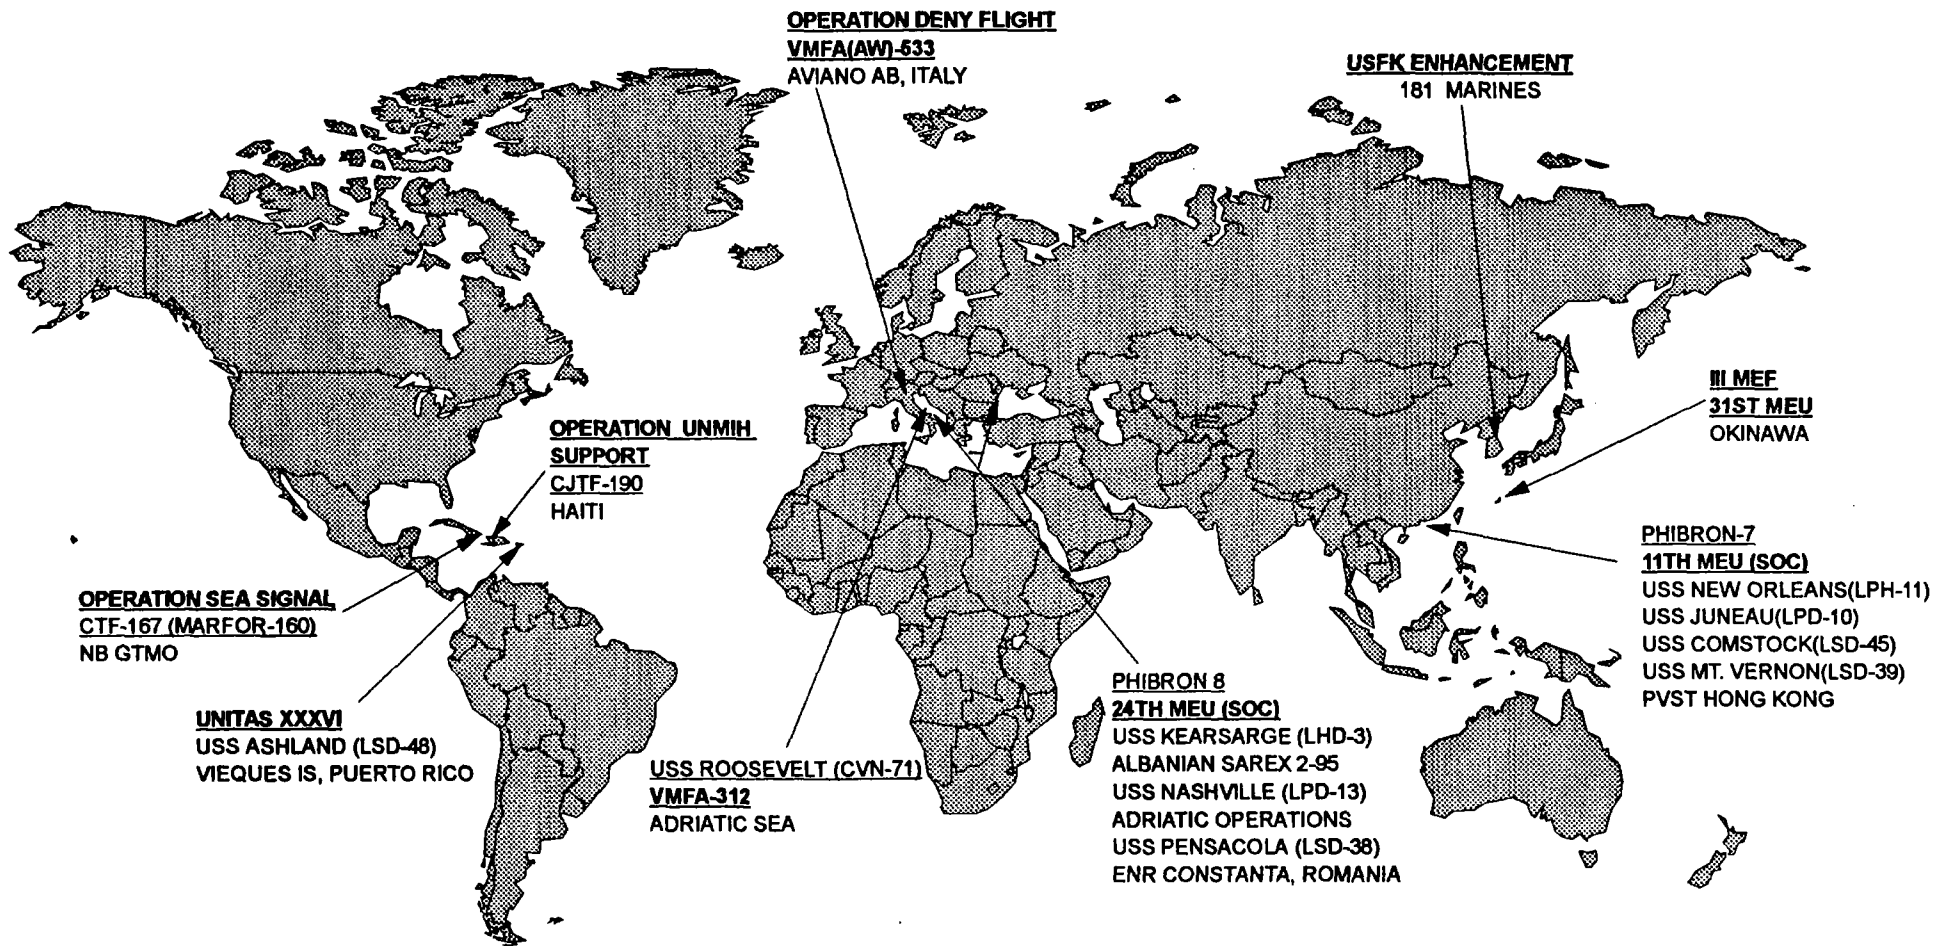 OPERATION DENY FLIGHT
VMFA(AW)-533
AVIANO AB, ITALY
USFK ENHANCEMENT
181 MARINES
III MEF
31ST MEU
OKINAWA
OPERATION UNMIH
SUPPORT
CJTF-190
HAITI
PHIBRON-7
11TH MEU (SOC)
USS NEW ORLEANS(LPH-11)
USS JUNEAU(LPD-10)
USS COMSTOCK(LSD-45)
USS MT. VERNON(LSD-39)
PVST HONG KONG
OPERATION SEA SIGNAL
CTF-167 (MARFOR-160)
NB GTMO
UNITAS XXXVI
USS ASHLAND (LSD-48)
VIEQUES IS, PUERTO RICO
USS ROOSEVELT (CVN-71)
VMFA-312
ADRIATIC SEA
PHIBRON 8
24TH MEU (SOC)
USS KEARSARGE (LHD-3)
ALBANIAN SAREX 2-95
USS NASHVILLE (LPD-13)
ADRIATIC OPERATIONS
USS PENSACOLA (LSD-38)
ENR CONSTANTA, ROMANIA